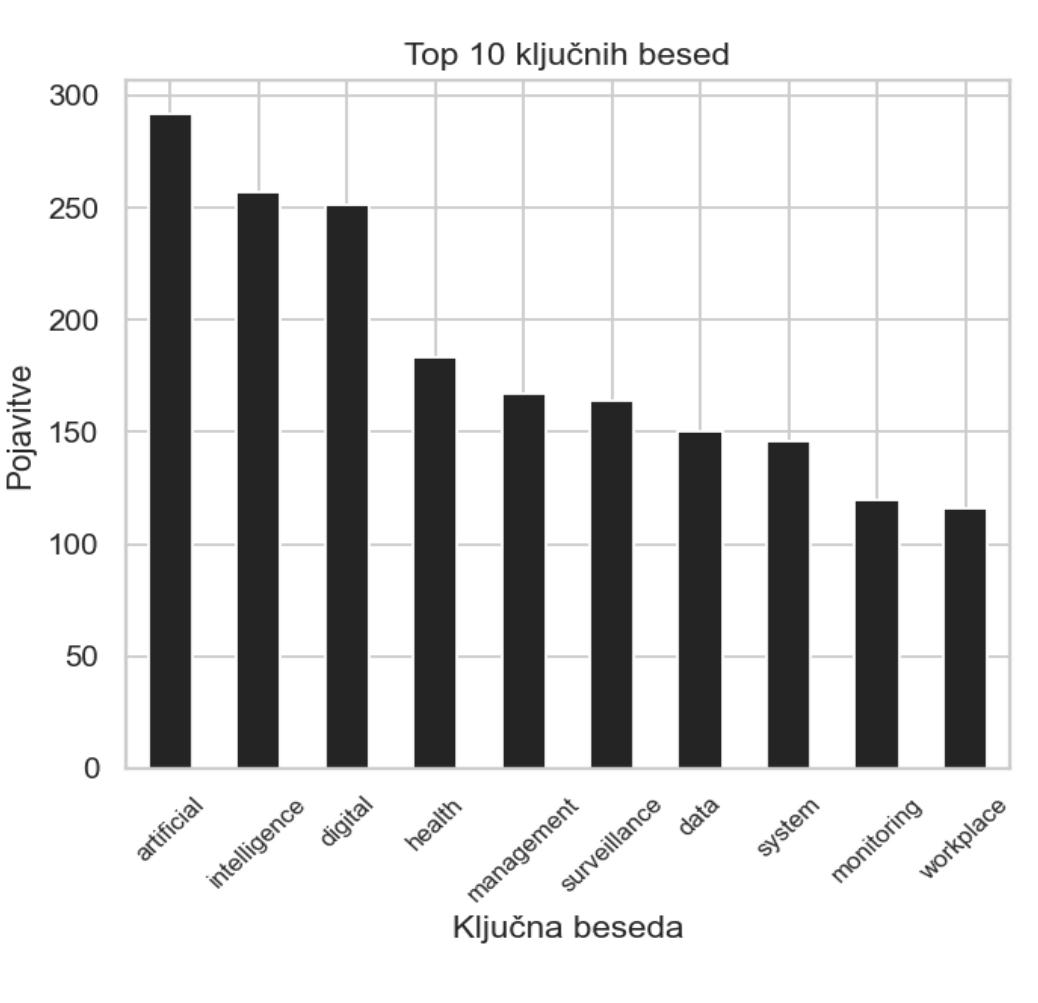 Top 10 ključnih besed
300
250
200
150
100
50
0
Pojavitve
artificial
intelligence
digital
health
management
surveillance
data
system
monitoring
workplace
Ključna beseda